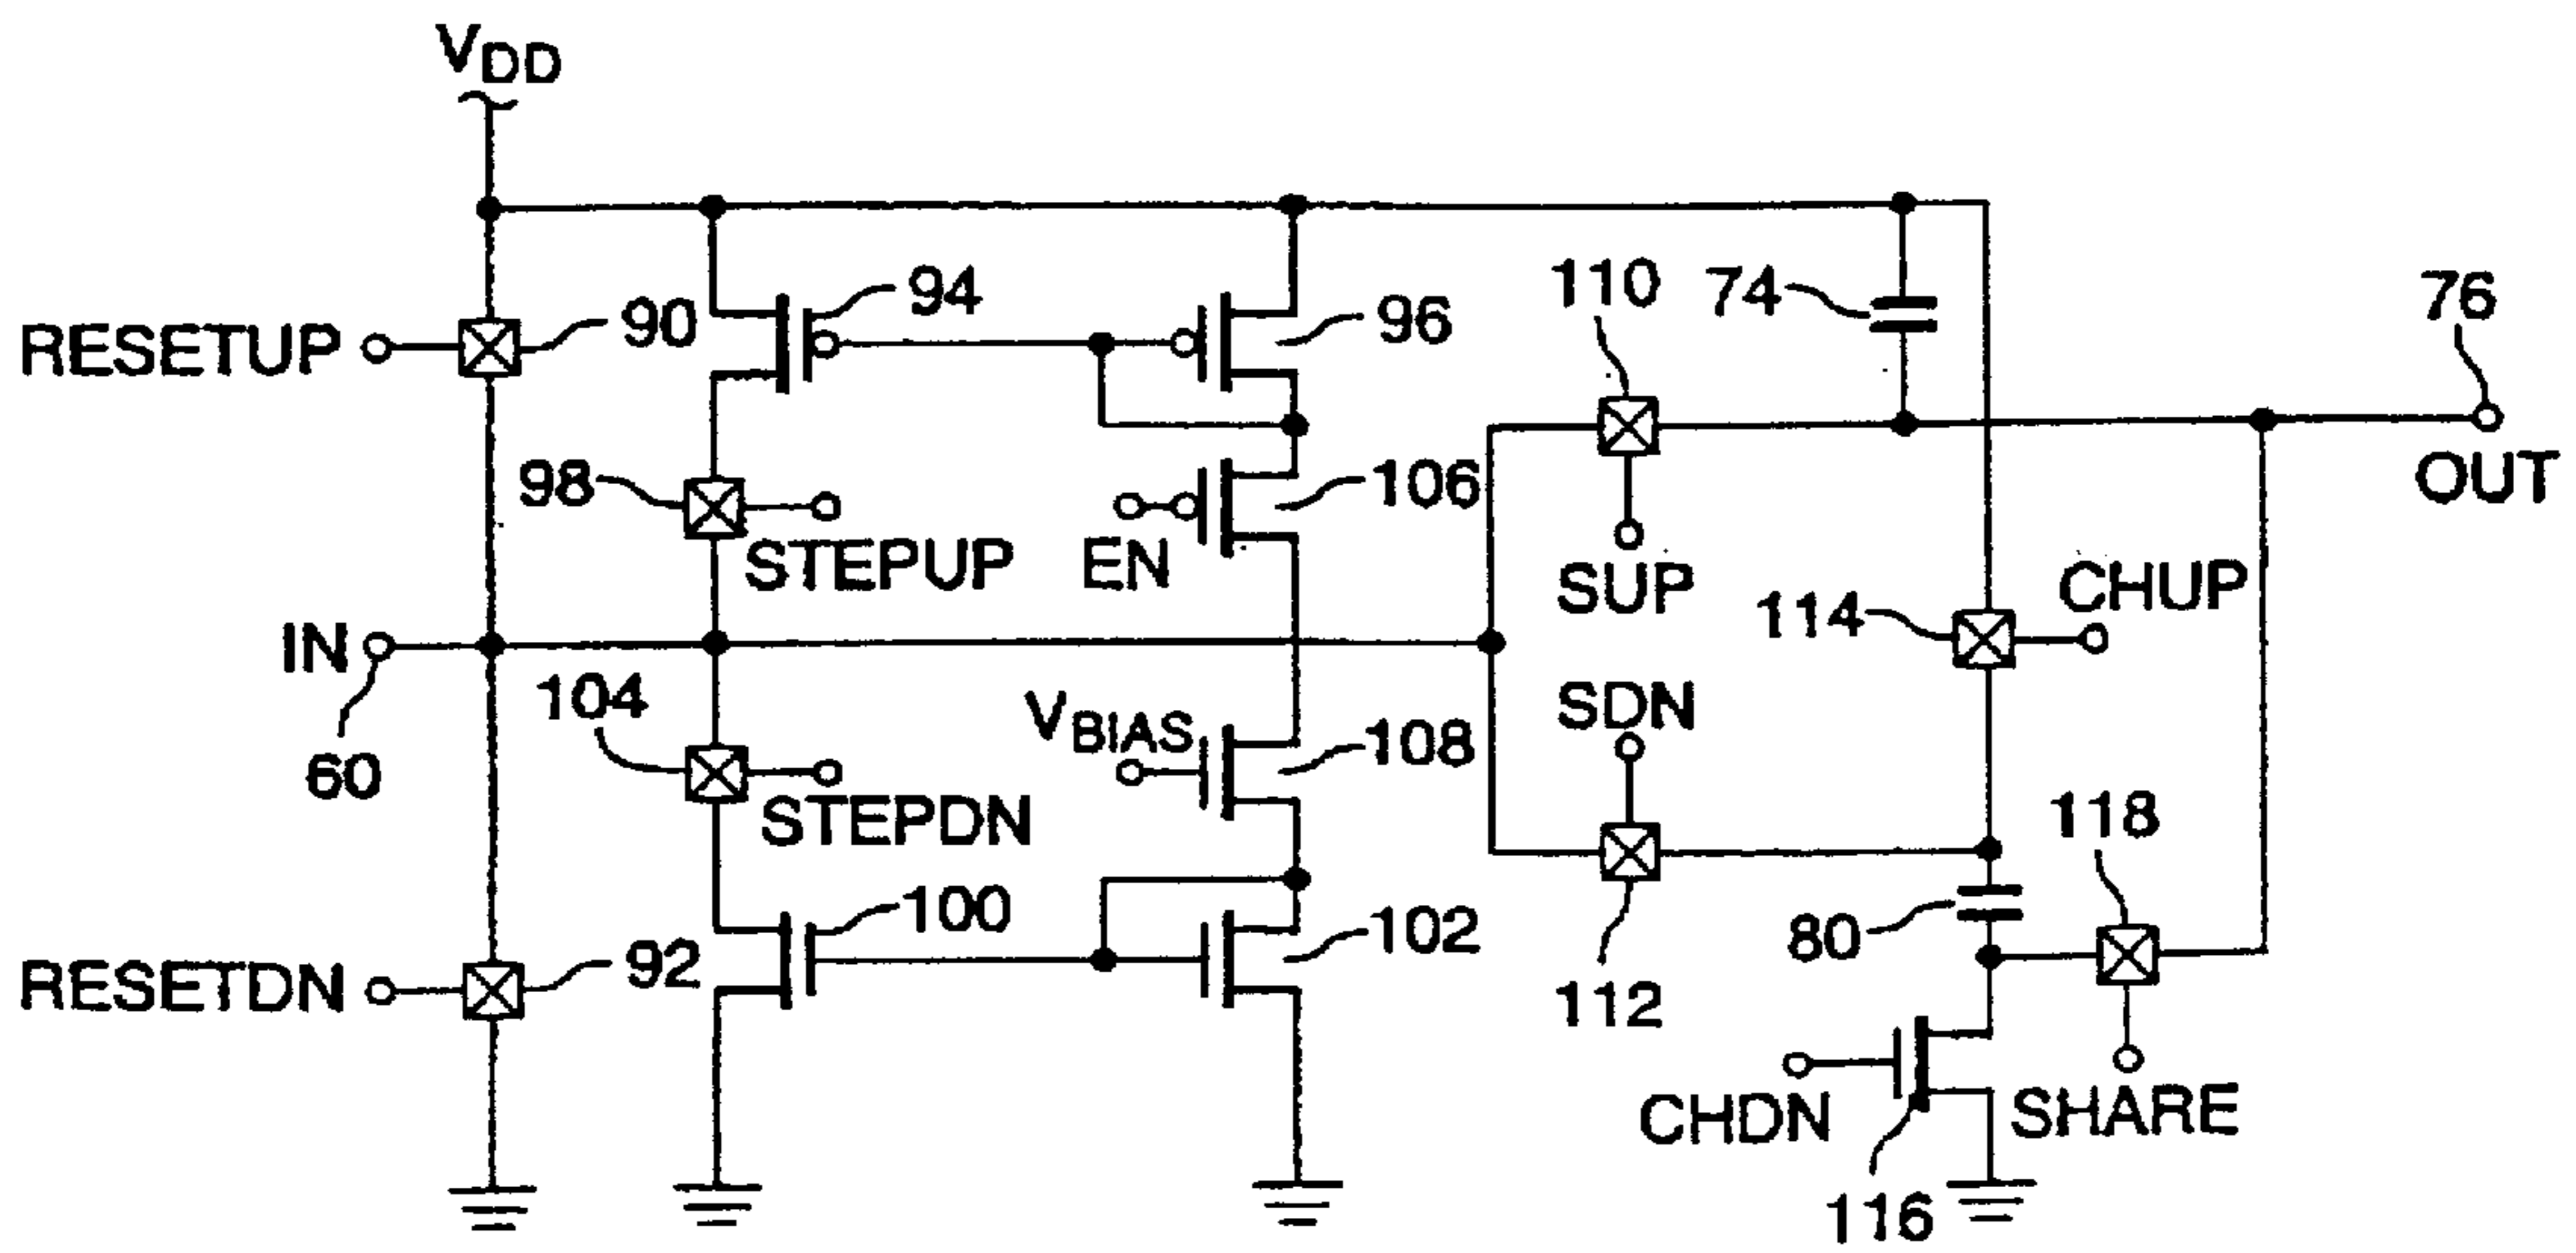 VDD
110
74
76
94
96
RESETUP
90
OUT
98
106
STEPUP
EN
SUP
114
CHUP
IN
104
SDN
VBIAS
108
60
STEPDN
118
100
102
80
RESETDN
92
112
CHDN
SHARE
116